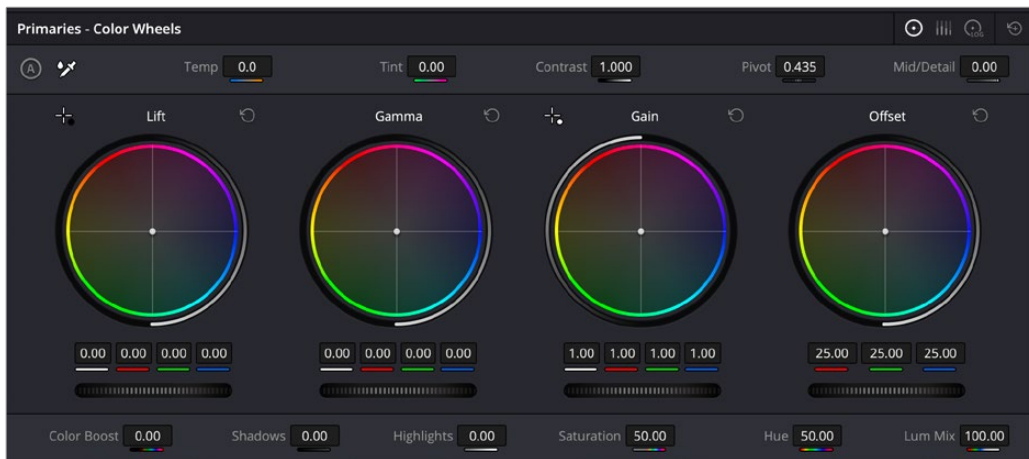 Primaries - Color Wheels
LOG
A Temp 0.0 Tint 0.00 Contrast 1.000 Pivot 0.435 Mid/Detail 0.00
Lift Gamma Gain Offset
0.00 0.00 0.00 0.00 0.00 0.00 0.00 0.00 1.00 1.00 1.00 1.00 25.00 25.00 25.00
Color Boost 0.00 Shadows 0.00 Highlights 0.00 Saturation 50.00 Hue 50.00 Lum Mix 100.00